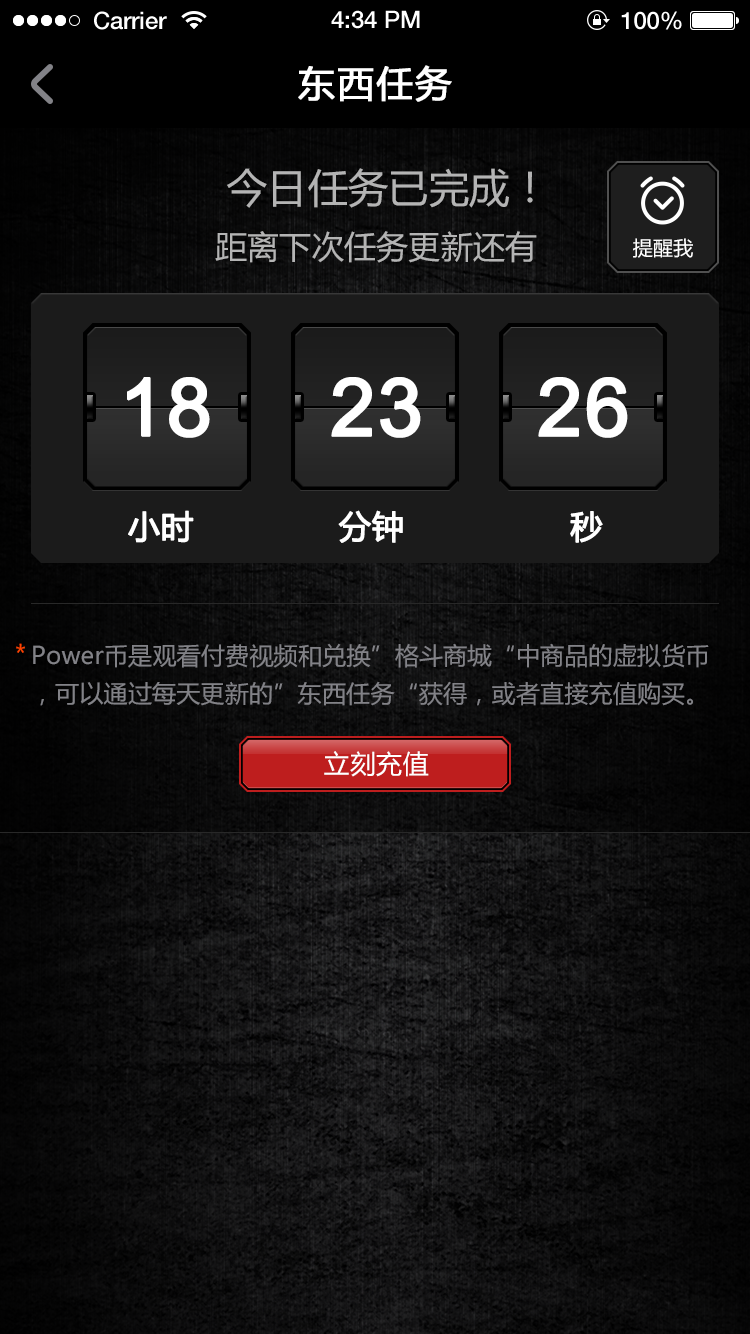 Carrier 4:34 PM 100%
东西任务
今日任务已完成！
距离下次任务更新还有
提醒我
18 23 26
小时 分钟 秒
*Power币是观看付费视频和兑换”格斗商城“中商品的虚拟货币
，可以通过每天更新的”东西任务“获得，或者直接充值购买。
立刻充值